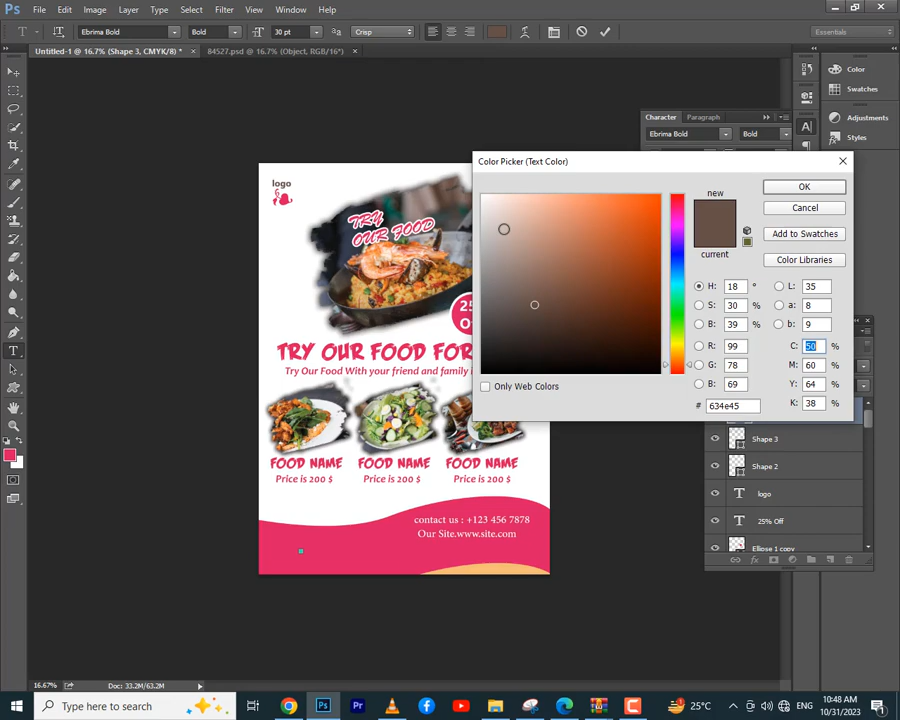 Ps File Edit Image Layer Type Select Filter View Window Help
T Ebrima Bold Bold 30 pt aa Crisp Essentials
Untitled-1 @ 16.7% (Shape 3, CMYK/8) * × 84527.psd @ 16.7% (Object, RGB/16*) ×
Color
Swatches
Adjustments
Styles
Character Paragraph
Ebrima Bold Bold
Color Picker (Text Color)
new
current
OK
Cancel
Add to Swatches
Color Libraries
H: 18 °
S: 30 %
B: 39 %
R: 99
G: 78
B: 69
L: 35
a: 8
b: 9
C: 50 %
M: 60 %
Y: 64 %
K: 38 %
# 634e45
Only Web Colors
logo
TRY
OUR FOOD
TRY OUR FOOD FOR
Try Our Food With your friend and family
FOOD NAME FOOD NAME FOOD NAME
Price is 200 $ Price is 200 $ Price is 200 $
contact us : +123 456 7878
Our Site.www.site.com
Shape 3
Shape 2
T logo
T 25% Off
Ellipse 1 copy
fx
16.67% Doc: 33.2M/63.2M
Type here to search
Ps
Pr
25°C
ENG
10:48 AM
10/31/2023